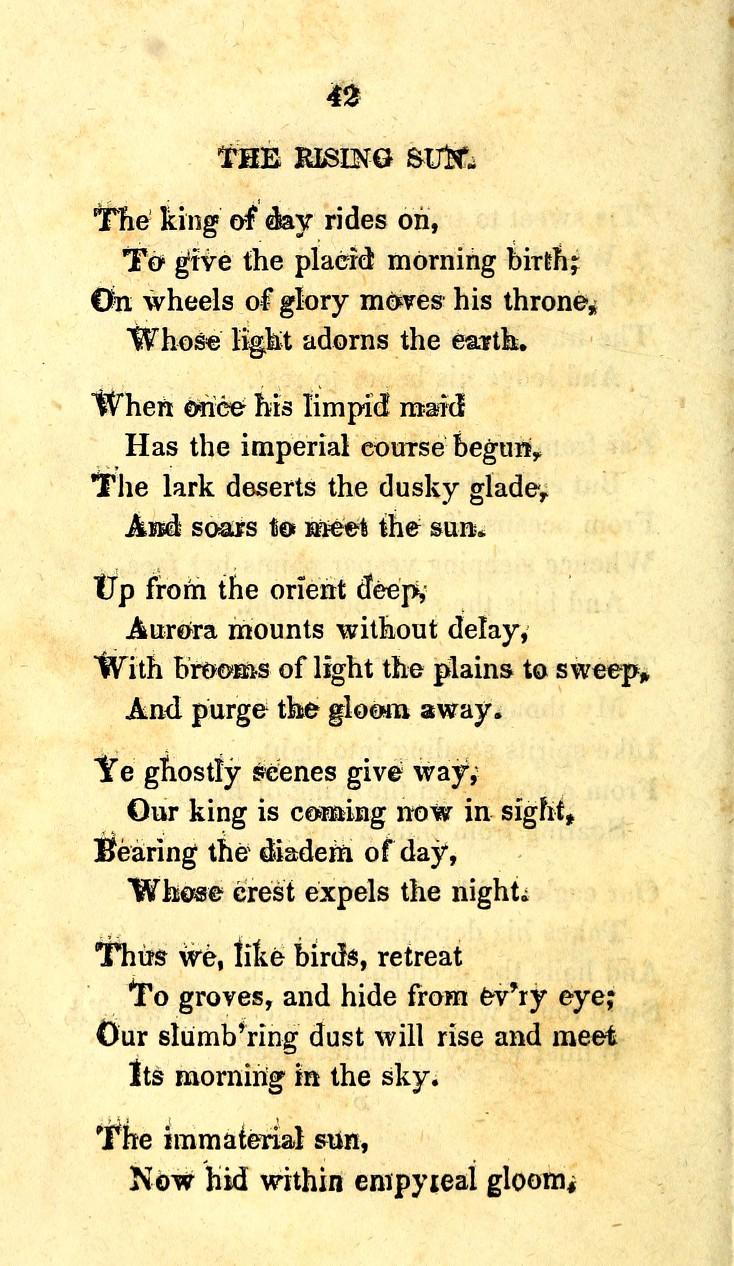 42
THE RISING SUN.
The king of day rides on,
To give the placid morning birth;
On wheels of glory moves his throne,
Whose light adorns the earth.
When once his limpid maid
Has the imperial course begun,
The lark deserts the dusky glade,
And soars to meet the sun.
Up from the orient deep,
Aurora mounts without delay,
With brooms of light the plains to sweep,
And purge the gloom away.
Ye ghostly scenes give way,
Our king is coming now in sight,
Bearing the diadem of day,
Whose crest expels the night.
Thus we, like birds, retreat
To groves, and hide from ev'ry eye;
Our slumb'ring dust will rise and meet
Its morning in the sky.
The immaterial sun,
Now hid within empyreal gloom,